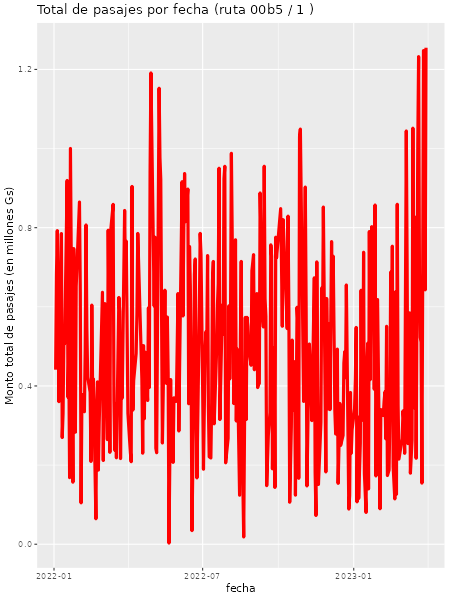 Total de pasajes por fecha (ruta 00b5 / 1 )
Monto total de pasajes (en millones Gs)
1.2
0.8
0.4
0.0
2022-01
2022-07
2023-01
fecha